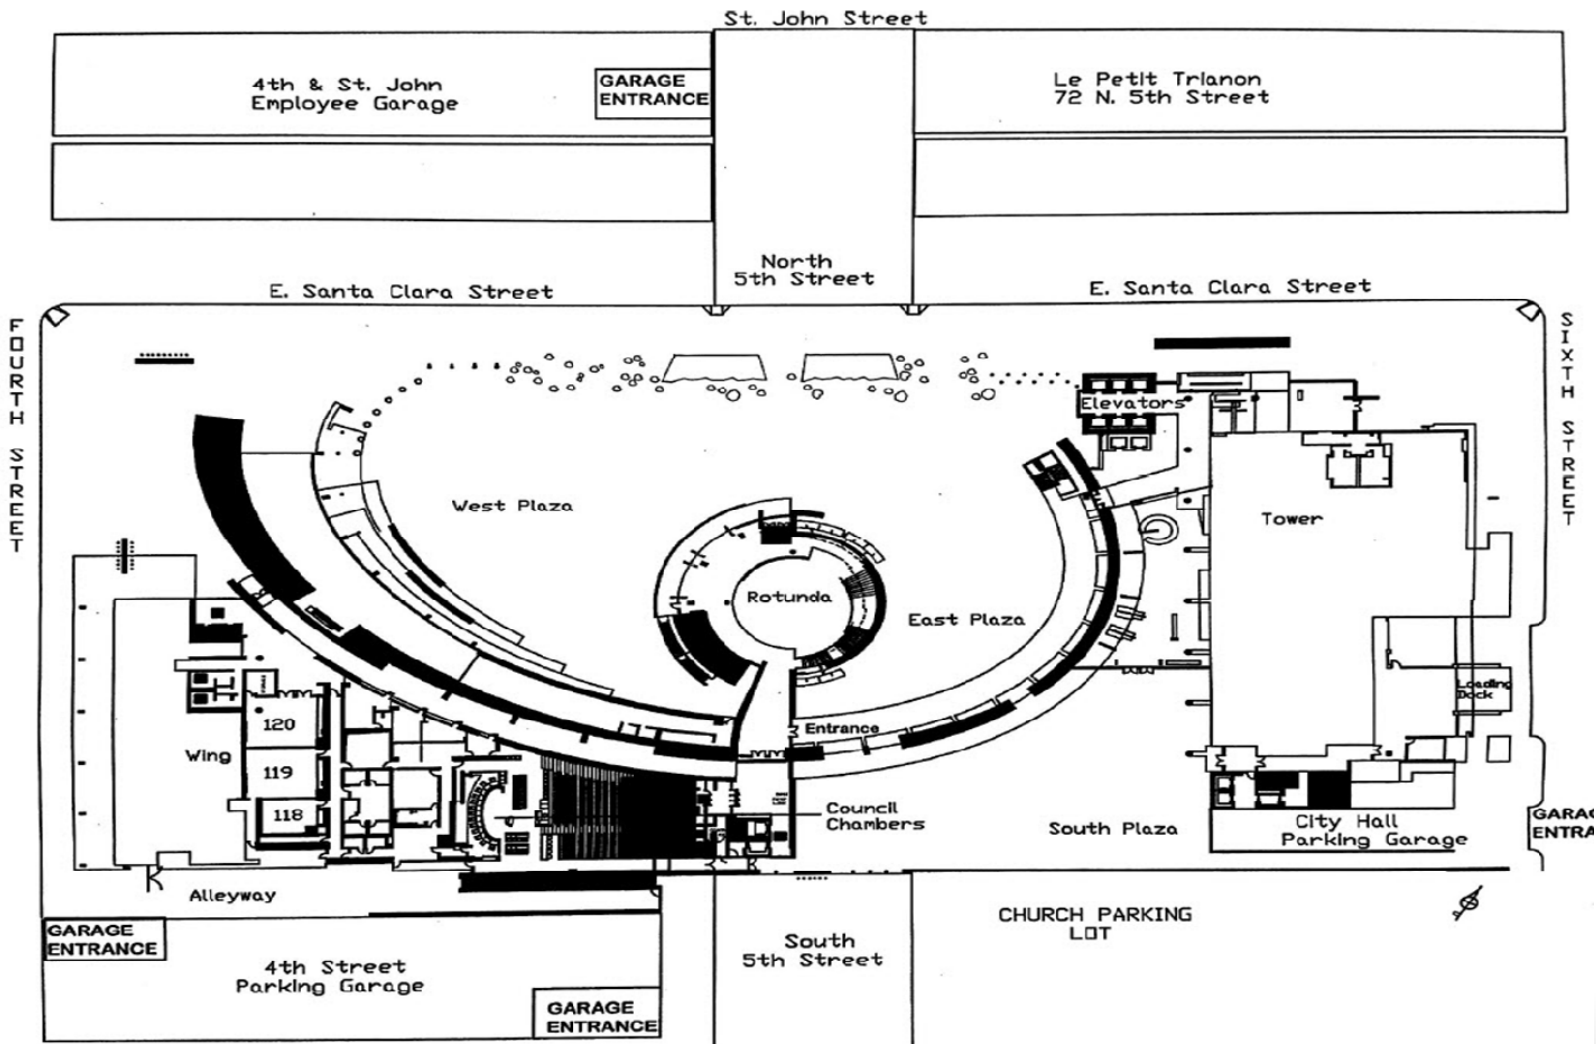 St. John Street
4th & St. John
Employee Garage
GARAGE
ENTRANCE
Le Petit Trianon
72 N. 5th Street
North
5th Street
E. Santa Clara Street
E. Santa Clara Street
FOURTH STREET
SIXTH STREET
Elevators
West Plaza
Tower
Rotunda
East Plaza
Loading
Dock
120
Entrance
Wing
119
118
Council
Chambers
South Plaza
City Hall
Parking Garage
GARAG
ENTRA
Alleyway
CHURCH PARKING
LOT
GARAGE
ENTRANCE
South
5th Street
4th Street
Parking Garage
GARAGE
ENTRANCE